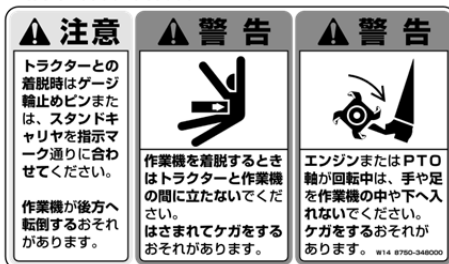 注意
トラクターとの
着脱時はゲージ
輪止めピンまた
は、スタンドキ
ャリヤを指示マ
ーク通りに合わ
せてください。
作業機が後方へ
転倒するおそれ
があります。
警告
作業機を着脱するとき
はトラクターと作業機
の間に立たないでくだ
さい。
はさまれてケガをする
おそれがあります。
警告
エンジンまたはPTO
軸が回転中は、手や足
を作業機の中や下へ入
れないでください。
ケガをするおそれが
あります。 W14 8750-348000